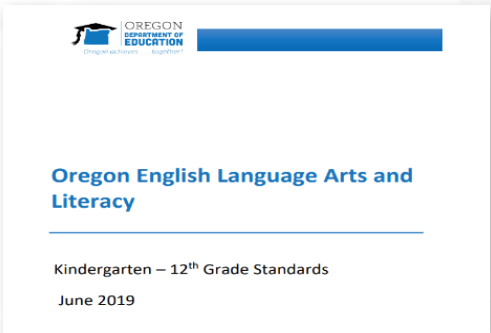 OREGON
DEPARTMENT OF
EDUCATION
Oregon achieves . . . together!
Oregon English Language Arts and
Literacy
Kindergarten – 12th Grade Standards
June 2019